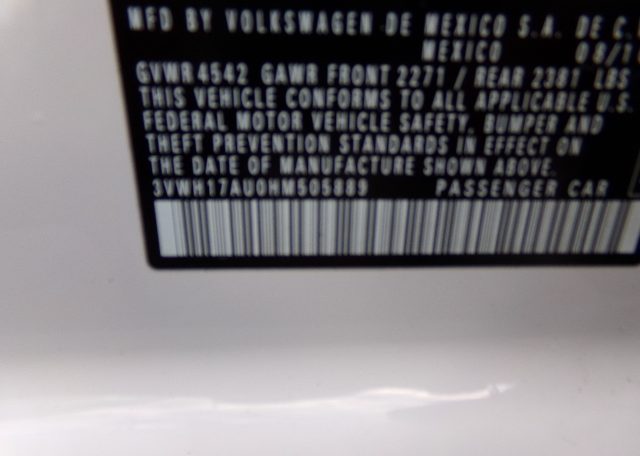 MFD BY VOLKSWAGEN DE MEXICO S.A. DE C.
MEXICO 08/1
GVWR 4542 GAWR FRONT 2271 / REAR 2381 LBS
THIS VEHICLE CONFORMS TO ALL APPLICABLE U.S.
FEDERAL MOTOR VEHICLE SAFETY, BUMPER AND
THEFT PREVENTION STANDARDS IN EFFECT ON
THE DATE OF MANUFACTURE SHOWN ABOVE.
3VWH17AU0HM505889 PASSENGER CAR